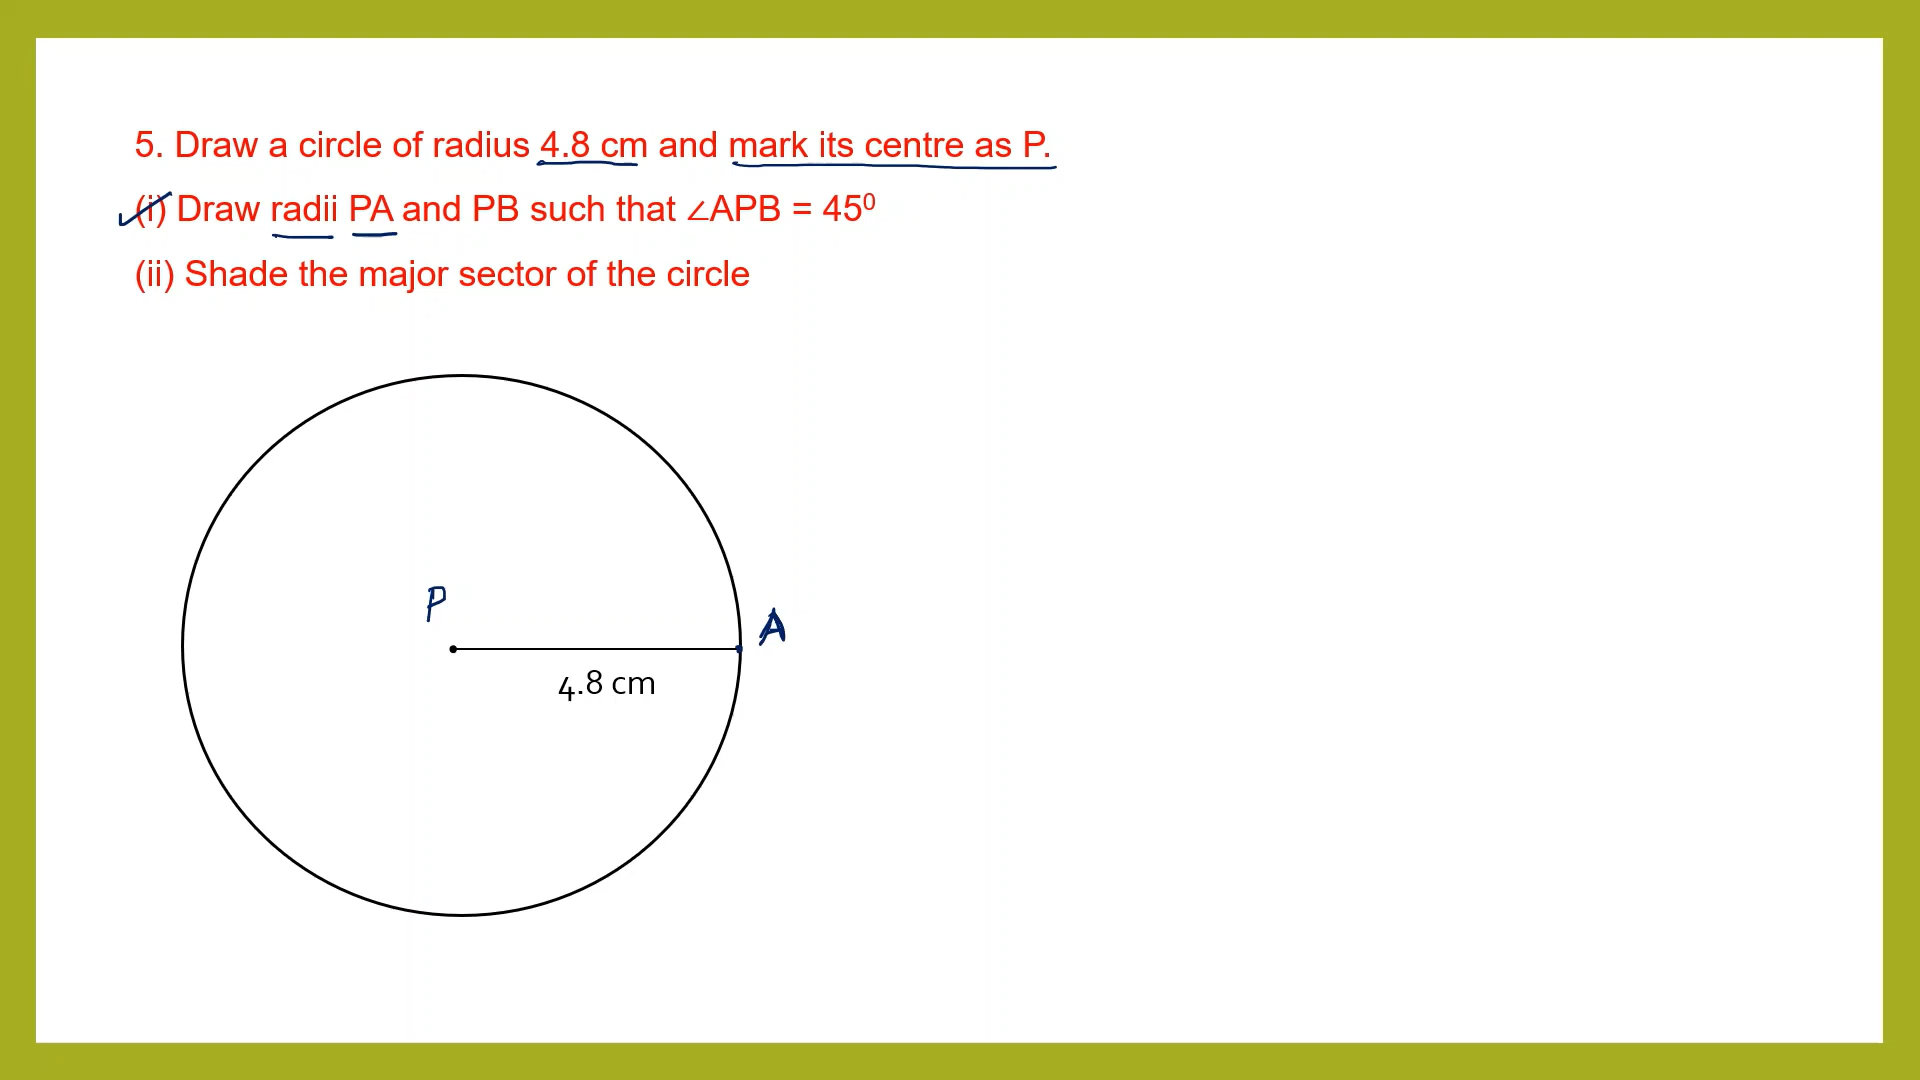 5. Draw a circle of radius 4.8 cm and mark its centre as P.
(i) Draw radii PA and PB such that ∠APB = 45⁰
(ii) Shade the major sector of the circle
P
A
4.8 cm